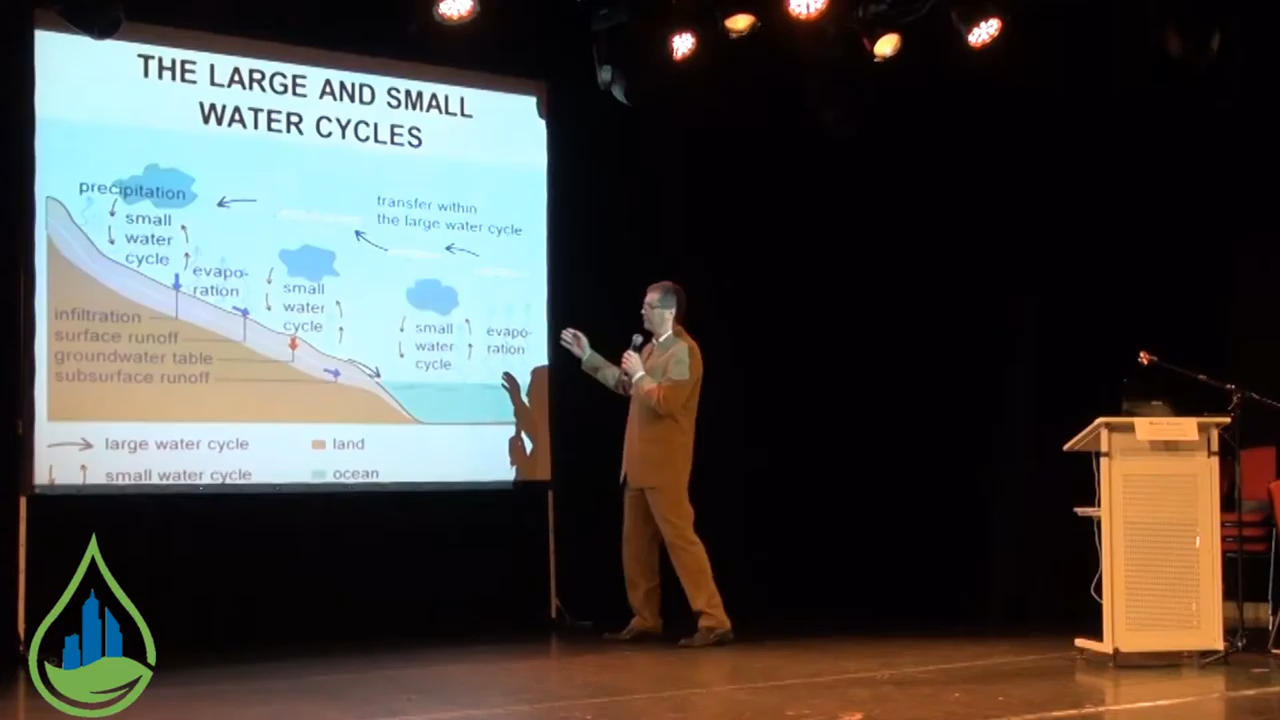 THE LARGE AND SMALL
WATER CYCLES
precipitation
small
water
cycle
transfer within
the large water cycle
evapo-
ration
small
water
cycle
small
water
cycle
evapo-
ration
infiltration
surface runoff
groundwater table
subsurface runoff
large water cycle
land
small water cycle
ocean